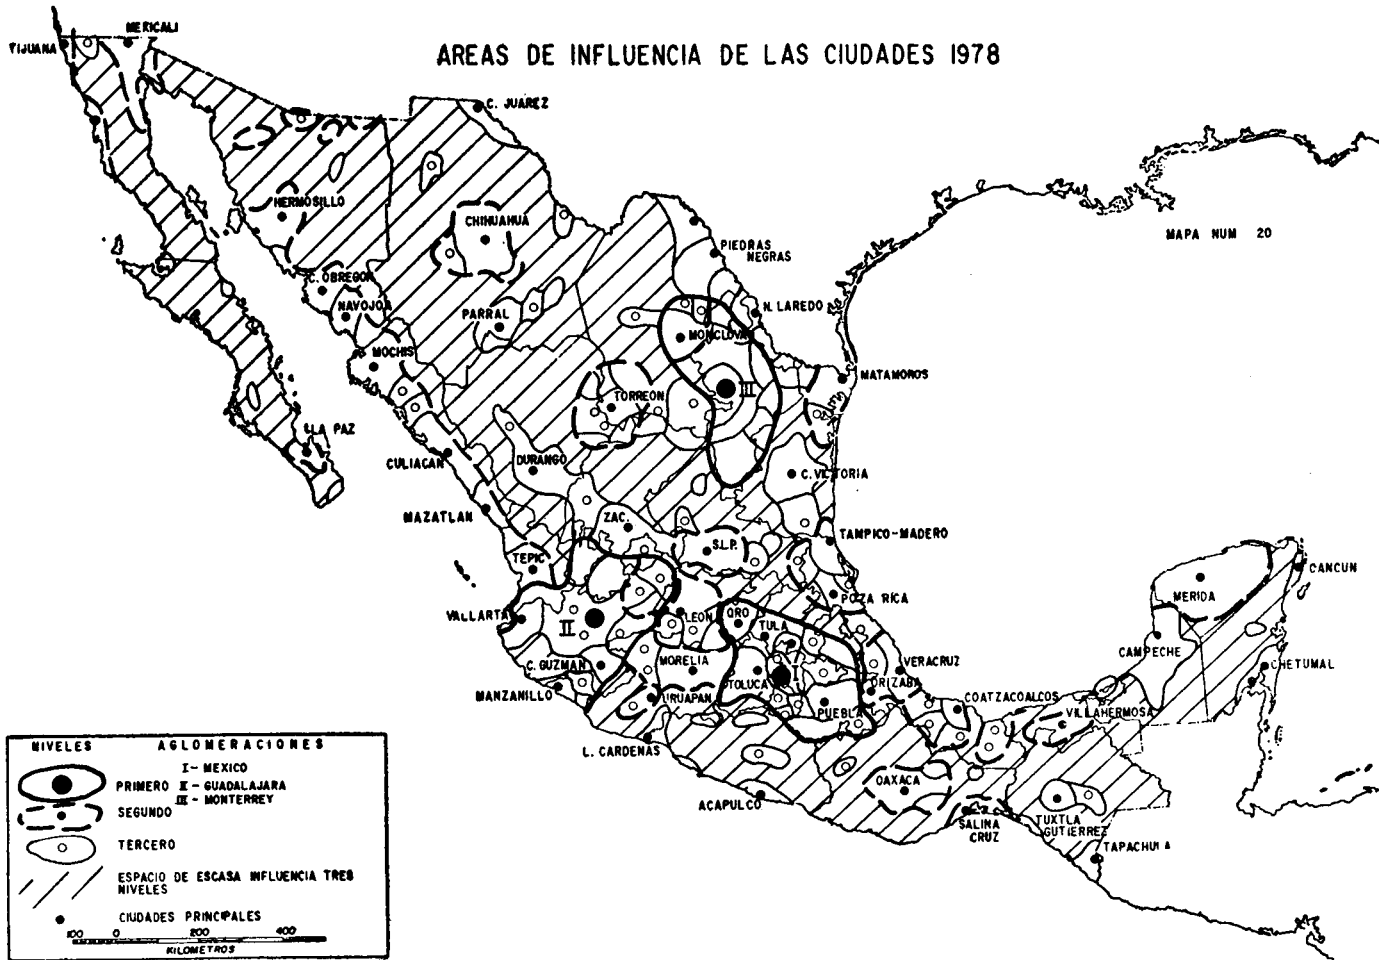 AREAS DE INFLUENCIA DE LAS CIUDADES 1978
MAPA NUM 20
TIJUANA
MERICALI
C. JUAREZ
HERMOSILLO
CHIHUAHUA
PIEDRAS
NEGRAS
C. OBREGON
NAVOJOA
PARRAL
N. LAREDO
MONCLOVA
MOCHIS
MATAMOROS
III
TORREON
LA PAZ
CULIACAN
DURANGO
C. VICTORIA
MAZATLAN
ZAC.
TAMPICO-MADERO
S.L.P.
TEPIC
CANCUN
MERIDA
POZA RICA
VALLARTA
II
LEON
QRO
TULA
CAMPECHE
C. GUZMAN
MORELIA
TOLUCA
I
VERACRUZ
CHETUMAL
MANZANILLO
URUAPAN
PUEBLA
ORIZABA
COATZACOALCOS
VILLAHERMOSA
L. CARDENAS
OAXACA
ACAPULCO
SALINA
CRUZ
TUXTLA
GUTIERREZ
TAPACHULA
NIVELES AGLOMERACIONES
I- MEXICO
PRIMERO II - GUADALAJARA
III - MONTERREY
SEGUNDO
TERCERO
ESPACIO DE ESCASA INFLUENCIA TRES
NIVELES
CIUDADES PRINCIPALES
100 0 200 400
KILOMETROS